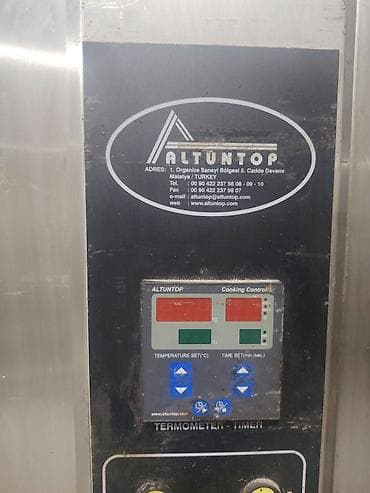 ALTUNTOP
ADRES: 1. Organize Sanayi Bölgesi 5. Cadde Devamı
Malatya / TURKEY
Tel. : 00 90 422 237 56 08 - 09 - 10
Fax : 00 90 422 237 56 07
e-mail : altuntop@altuntop.com
web : www.altuntop.com
ALTUNTOP Cooking Control
°C
°C
TEMPERATURE SET(°C) TIME SET(min./sec.)
www.altuntop.com
TERMOMETER - TIMER